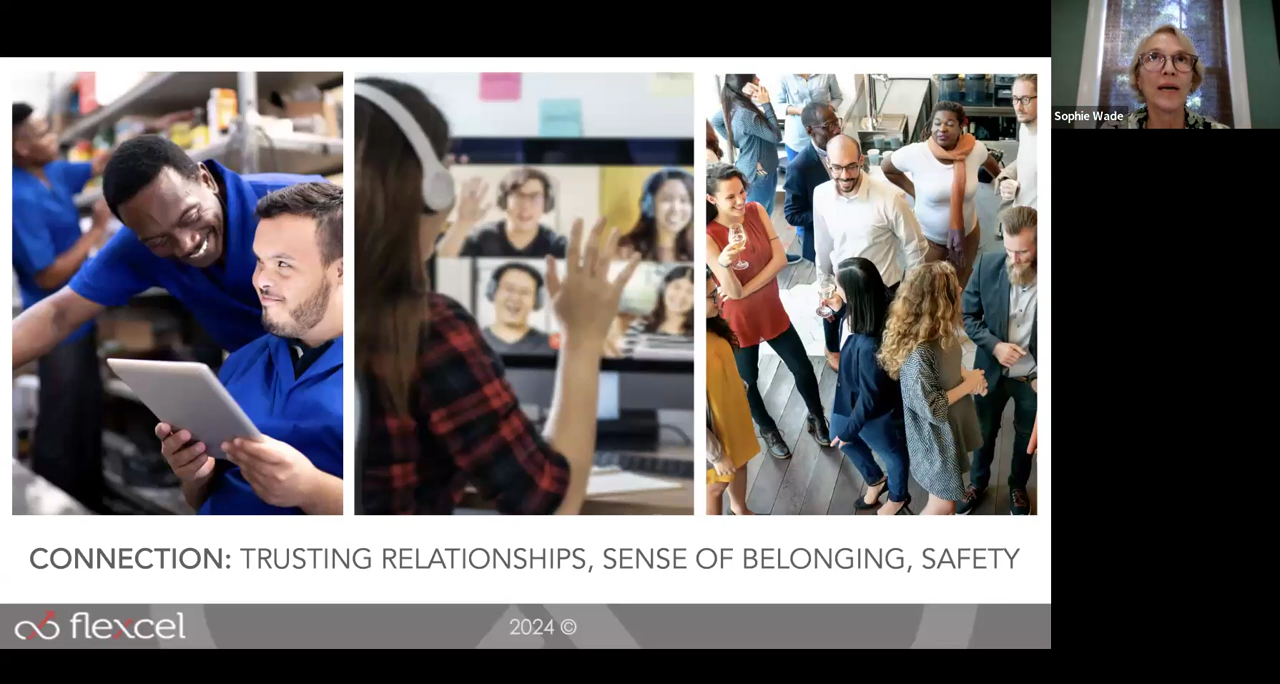 Sophie Wade
CONNECTION: TRUSTING RELATIONSHIPS, SENSE OF BELONGING, SAFETY
flexcel
2024 ©